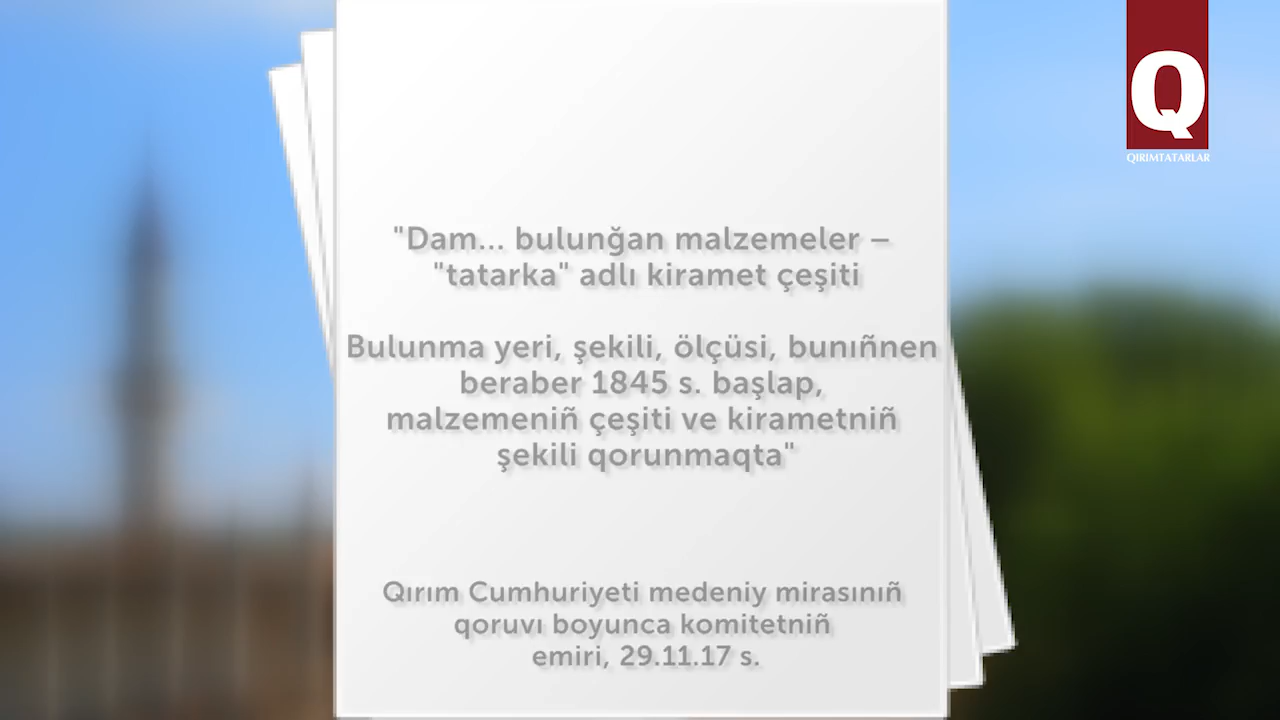 Q
QIRIMTATARLAR
"Dam... bulunğan malzemeler –
"tatarka" adlı kiramet çeşiti
Bulunma yeri, şekili, ölçüsi, bunıñnen
beraber 1845 s. başlap,
malzemeniñ çeşiti ve kirametniñ
şekili qorunmaqta"
Qırım Cumhuriyeti medeniy mirasınıñ
qoruvı boyunca komitetniñ
emiri, 29.11.17 s.